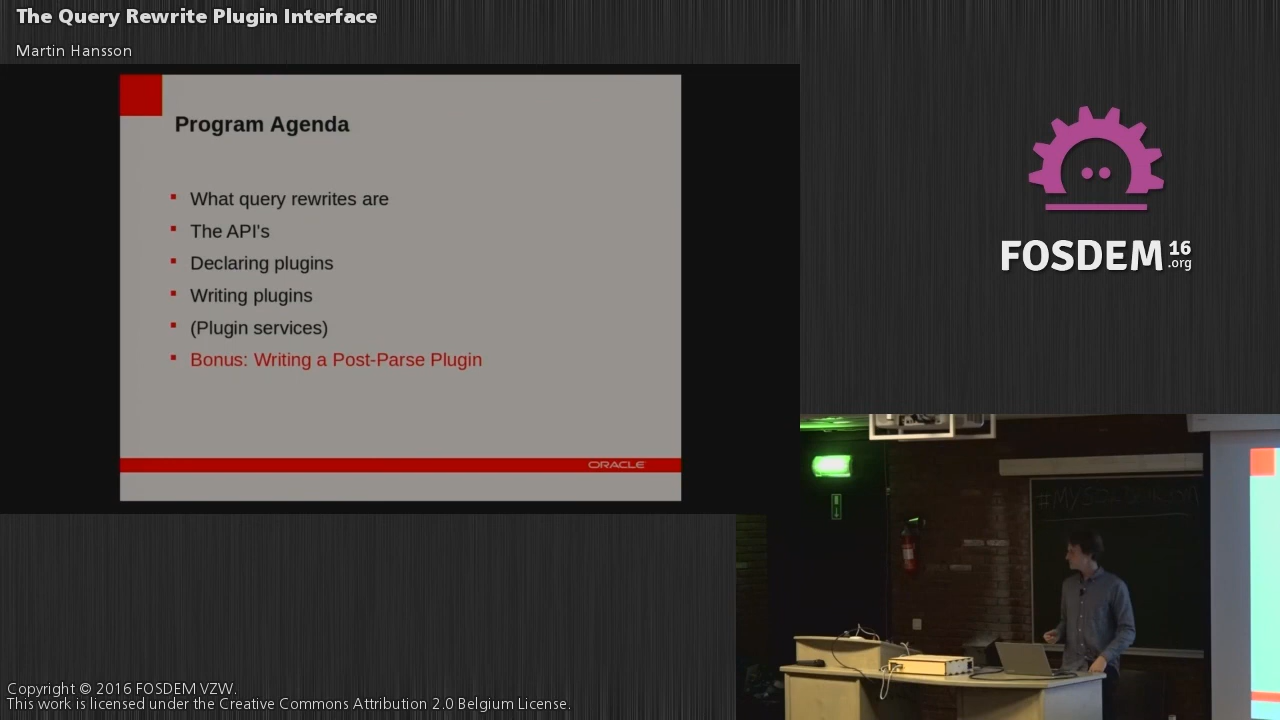 The Query Rewrite Plugin Interface
Martin Hansson
Program Agenda
What query rewrites are
The API's
Declaring plugins
Writing plugins
(Plugin services)
Bonus: Writing a Post-Parse Plugin
ORACLE
FOSDEM 16
.org
Copyright © 2016 FOSDEM VZW.
This work is licensed under the Creative Commons Attribution 2.0 Belgium License.